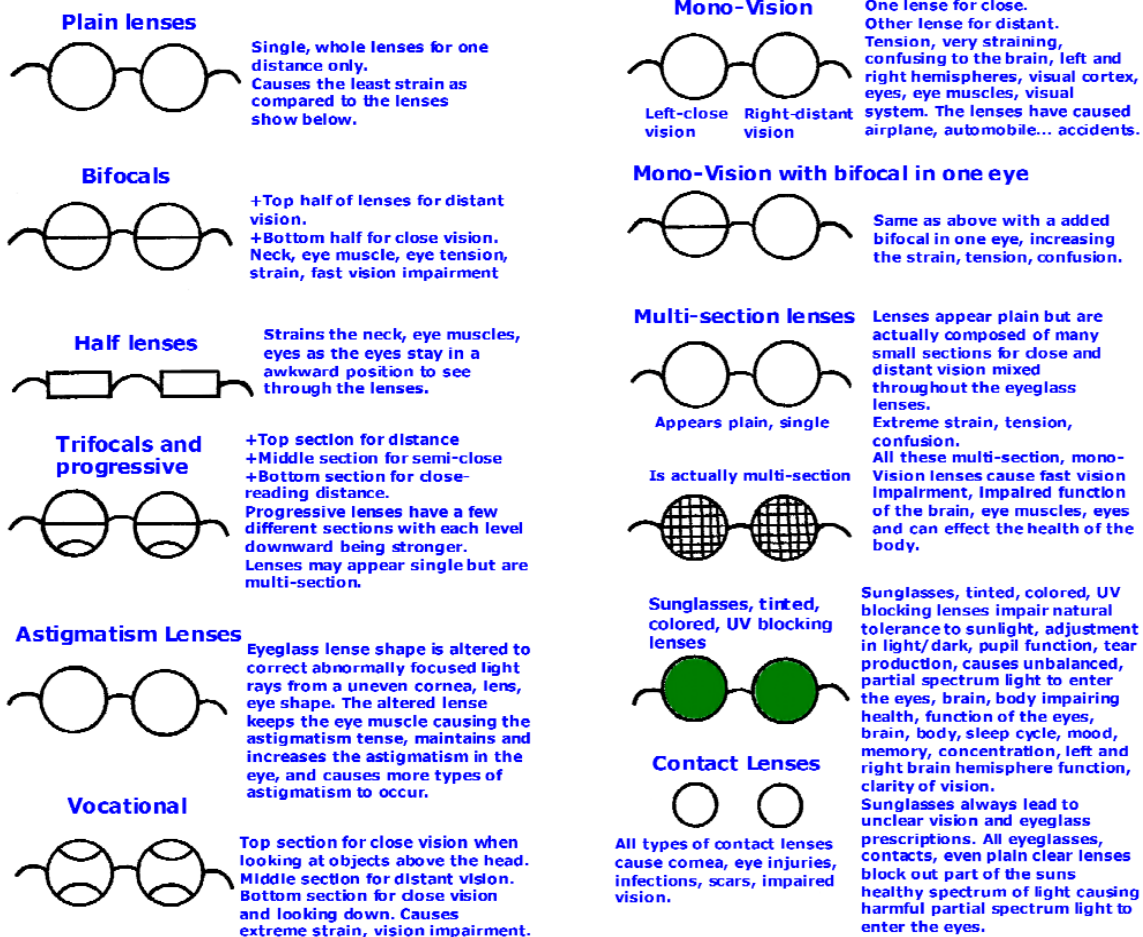 Plain lenses
Single, whole lenses for one
distance only.
Causes the least strain as
compared to the lenses
show below.
Bifocals
+Top half of lenses for distant
vision.
+Bottom half for close vision.
Neck, eye muscle, eye tension,
strain, fast vision impairment
Half lenses
Strains the neck, eye muscles,
eyes as the eyes stay in a
awkward position to see
through the lenses.
Trifocals and
progressive
+Top section for distance
+Middle section for semi-close
+Bottom section for close-
reading distance.
Progressive lenses have a few
different sections with each level
downward being stronger.
Lenses may appear single but are
multi-section.
Astigmatism Lenses
Eyeglass lense shape is altered to
correct abnormally focused light
rays from a uneven cornea, lens,
eye shape. The altered lense
keeps the eye muscle causing the
astigmatism tense, maintains and
increases the astigmatism in the
eye, and causes more types of
astigmatism to occur.
Vocational
Top section for close vision when
looking at objects above the head.
Middle section for distant vision.
Bottom section for close vision
and looking down. Causes
extreme strain, vision impairment.
Mono-Vision
Left-close
vision
Right-distant
vision
One lense for close.
Other lense for distant.
Tension, very straining,
confusing to the brain, left and
right hemispheres, visual cortex,
eyes, eye muscles, visual
system. The lenses have caused
airplane, automobile... accidents.
Mono-Vision with bifocal in one eye
Same as above with a added
bifocal in one eye, increasing
the strain, tension, confusion.
Multi-section lenses
Appears plain, single
Is actually multi-section
Lenses appear plain but are
actually composed of many
small sections for close and
distant vision mixed
throughout the eyeglass
lenses.
Extreme strain, tension,
confusion.
All these multi-section, mono-
Vision lenses cause fast vision
Impairment, Impaired function
of the brain, eye muscles, eyes
and can effect the health of the
body.
Sunglasses, tinted,
colored, UV blocking
lenses
Sunglasses, tinted, colored, UV
blocking lenses impair natural
tolerance to sunlight, adjustment
in light/dark, pupil function, tear
production, causes unbalanced,
partial spectrum light to enter
the eyes, brain, body impairing
health, function of the eyes,
brain, body, sleep cycle, mood,
memory, concentration, left and
right brain hemisphere function,
clarity of vision.
Sunglasses always lead to
unclear vision and eyeglass
prescriptions. All eyeglasses,
contacts, even plain clear lenses
block out part of the suns
healthy spectrum of light causing
harmful partial spectrum light to
enter the eyes.
Contact Lenses
All types of contact lenses
cause cornea, eye injuries,
infections, scars, impaired
vision.